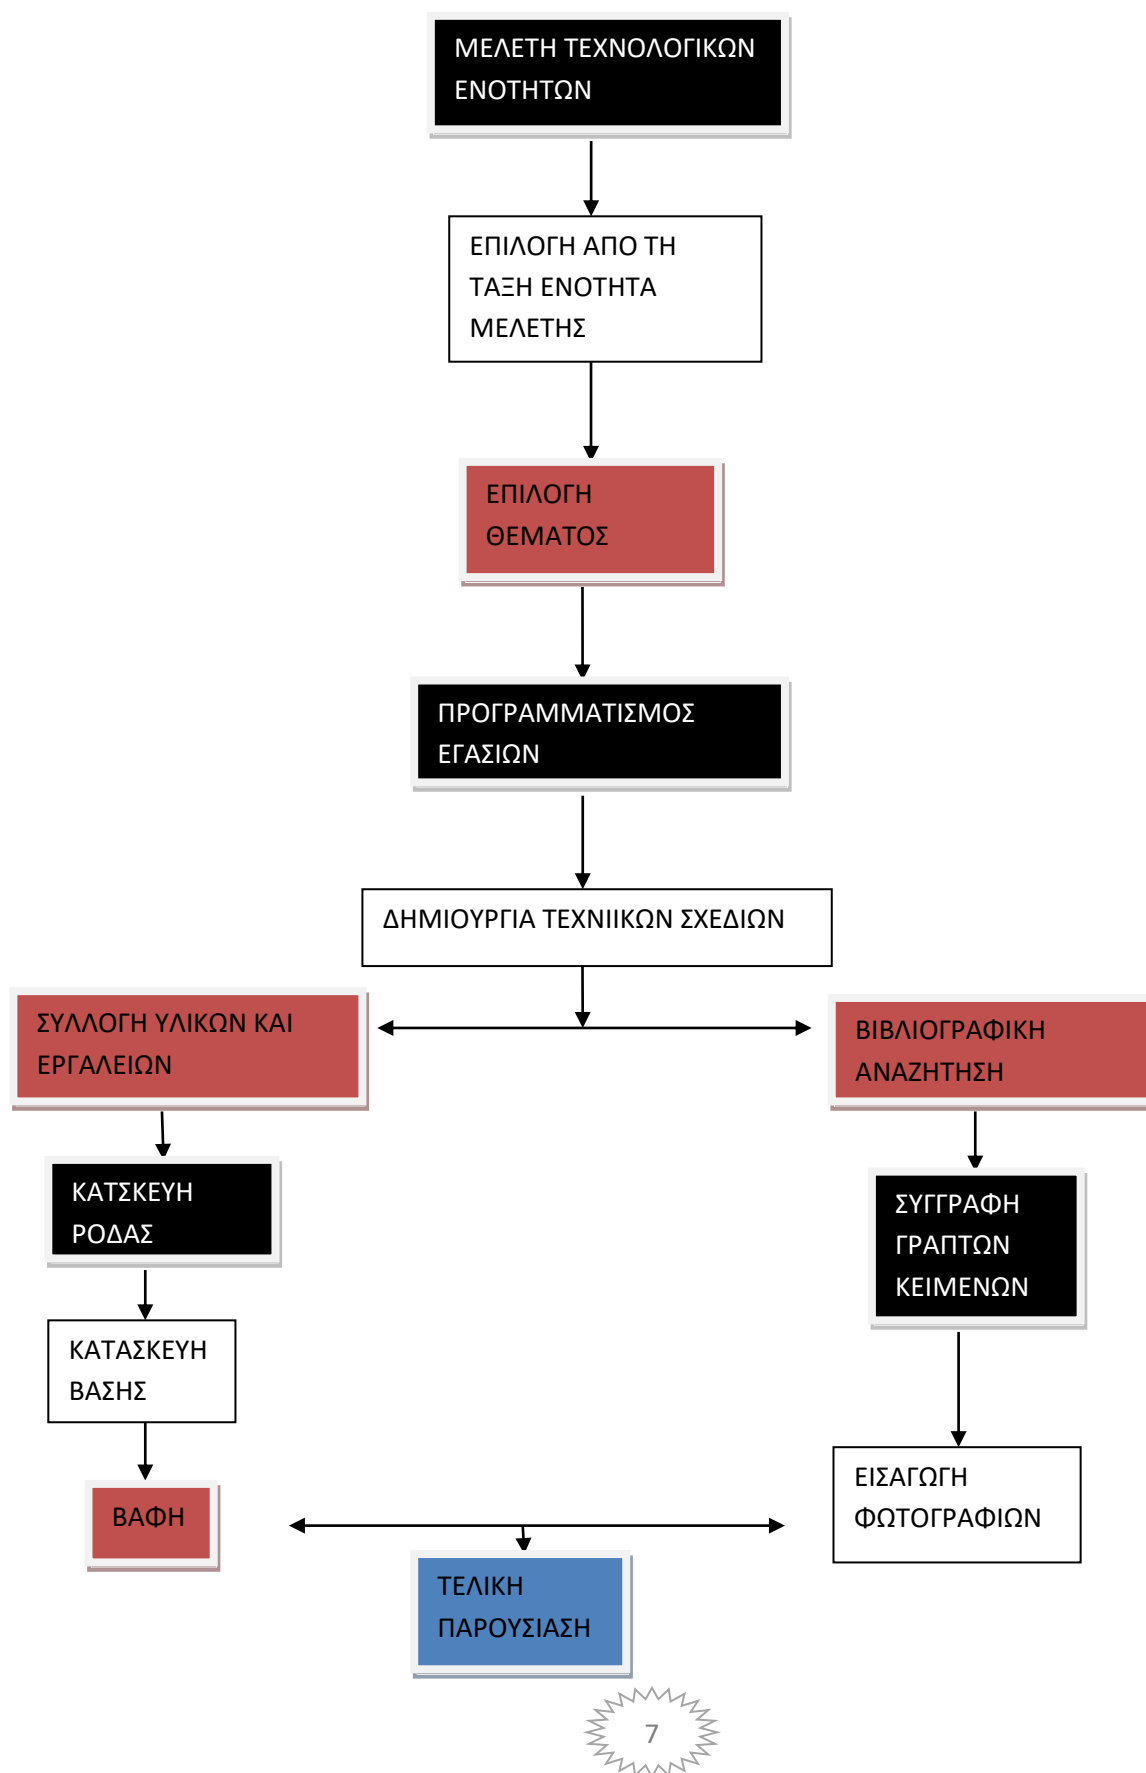 ΜΕΛΕΤΗ ΤΕΧΝΟΛΟΓΙΚΩΝ
ΕΝΟΤΗΤΩΝ
ΕΠΙΛΟΓΗ ΑΠΟ ΤΗ
ΤΑΞΗ ΕΝΟΤΗΤΑ
ΜΕΛΕΤΗΣ
ΕΠΙΛΟΓΗ
ΘΕΜΑΤΟΣ
ΠΡΟΓΡΑΜΜΑΤΙΣΜΟΣ
ΕΓΑΣΙΩΝ
ΔΗΜΙΟΥΡΓΙΑ ΤΕΧΝΙΙΚΩΝ ΣΧΕΔΙΩΝ
ΣΥΛΛΟΓΗ ΥΛΙΚΩΝ ΚΑΙ
ΕΡΓΑΛΕΙΩΝ
ΒΙΒΛΙΟΓΡΑΦΙΚΗ
ΑΝΑΖΗΤΗΣΗ
ΚΑΤΣΚΕΥΗ
ΡΟΔΑΣ
ΣΥΓΓΡΑΦΗ
ΓΡΑΠΤΩΝ
ΚΕΙΜΕΝΩΝ
ΚΑΤΑΣΚΕΥΗ
ΒΑΣΗΣ
ΕΙΣΑΓΩΓΗ
ΦΩΤΟΓΡΑΦΙΩΝ
ΒΑΦΗ
ΤΕΛΙΚΗ
ΠΑΡΟΥΣΙΑΣΗ
7